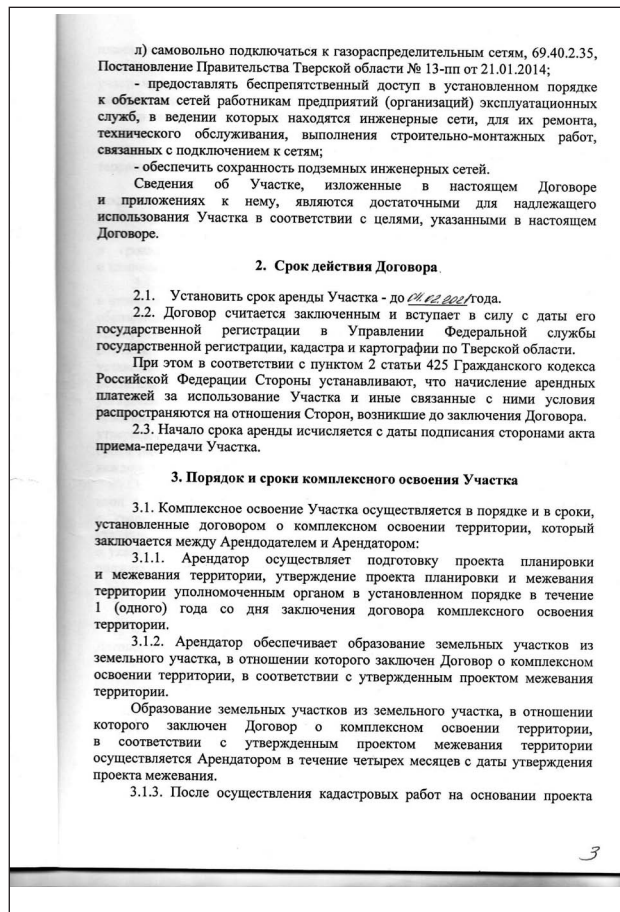 л) самовольно подключаться к газораспределительным сетям, 69.40.2.35,
Постановление Правительства Тверской области № 13-пп от 21.01.2014;
- предоставлять беспрепятственный доступ в установленном порядке
к объектам сетей работникам предприятий (организаций) эксплуатационных
служб, в ведении которых находятся инженерные сети, для их ремонта,
технического обслуживания, выполнения строительно-монтажных работ,
связанных с подключением к сетям;
- обеспечить сохранность подземных инженерных сетей.
Сведения об Участке, изложенные в настоящем Договоре
и приложениях к нему, являются достаточными для надлежащего
использования Участка в соответствии с целями, указанными в настоящем
Договоре.
2. Срок действия Договора
2.1. Установить срок аренды Участка - до года.
2.2. Договор считается заключенным и вступает в силу с даты его
государственной регистрации в Управлении Федеральной службы
государственной регистрации, кадастра и картографии по Тверской области.
При этом в соответствии с пунктом 2 статьи 425 Гражданского кодекса
Российской Федерации Стороны устанавливают, что начисление арендных
платежей за использование Участка и иные связанные с ними условия
распространяются на отношения Сторон, возникшие до заключения Договора.
2.3. Начало срока аренды исчисляется с даты подписания сторонами акта
приема-передачи Участка.
3. Порядок и сроки комплексного освоения Участка
3.1. Комплексное освоение Участка осуществляется в порядке и в сроки,
установленные договором о комплексном освоении территории, который
заключается между Арендодателем и Арендатором:
3.1.1. Арендатор осуществляет подготовку проекта планировки
и межевания территории, утверждение проекта планировки и межевания
территории уполномоченным органом в установленном порядке в течение
1 (одного) года со дня заключения договора комплексного освоения
территории.
3.1.2. Арендатор обеспечивает образование земельных участков из
земельного участка, в отношении которого заключен Договор о комплексном
освоении территории, в соответствии с утвержденным проектом межевания
территории.
Образование земельных участков из земельного участка, в отношении
которого заключен Договор о комплексном освоении территории,
в соответствии с утвержденным проектом межевания территории
осуществляется Арендатором в течение четырех месяцев с даты утверждения
проекта межевания.
3.1.3. После осуществления кадастровых работ на основании проекта
3